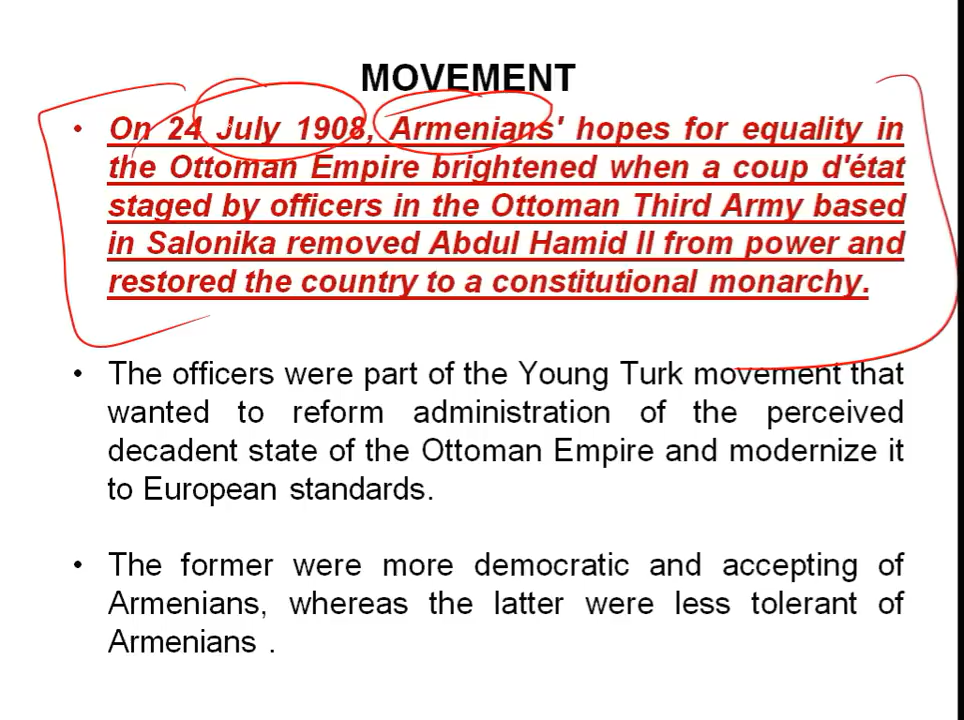 MOVEMENT
• On 24 July 1908, Armenians' hopes for equality in
the Ottoman Empire brightened when a coup d'état
staged by officers in the Ottoman Third Army based
in Salonika removed Abdul Hamid II from power and
restored the country to a constitutional monarchy.
• The officers were part of the Young Turk movement that
wanted to reform administration of the perceived
decadent state of the Ottoman Empire and modernize it
to European standards.
• The former were more democratic and accepting of
Armenians, whereas the latter were less tolerant of
Armenians .